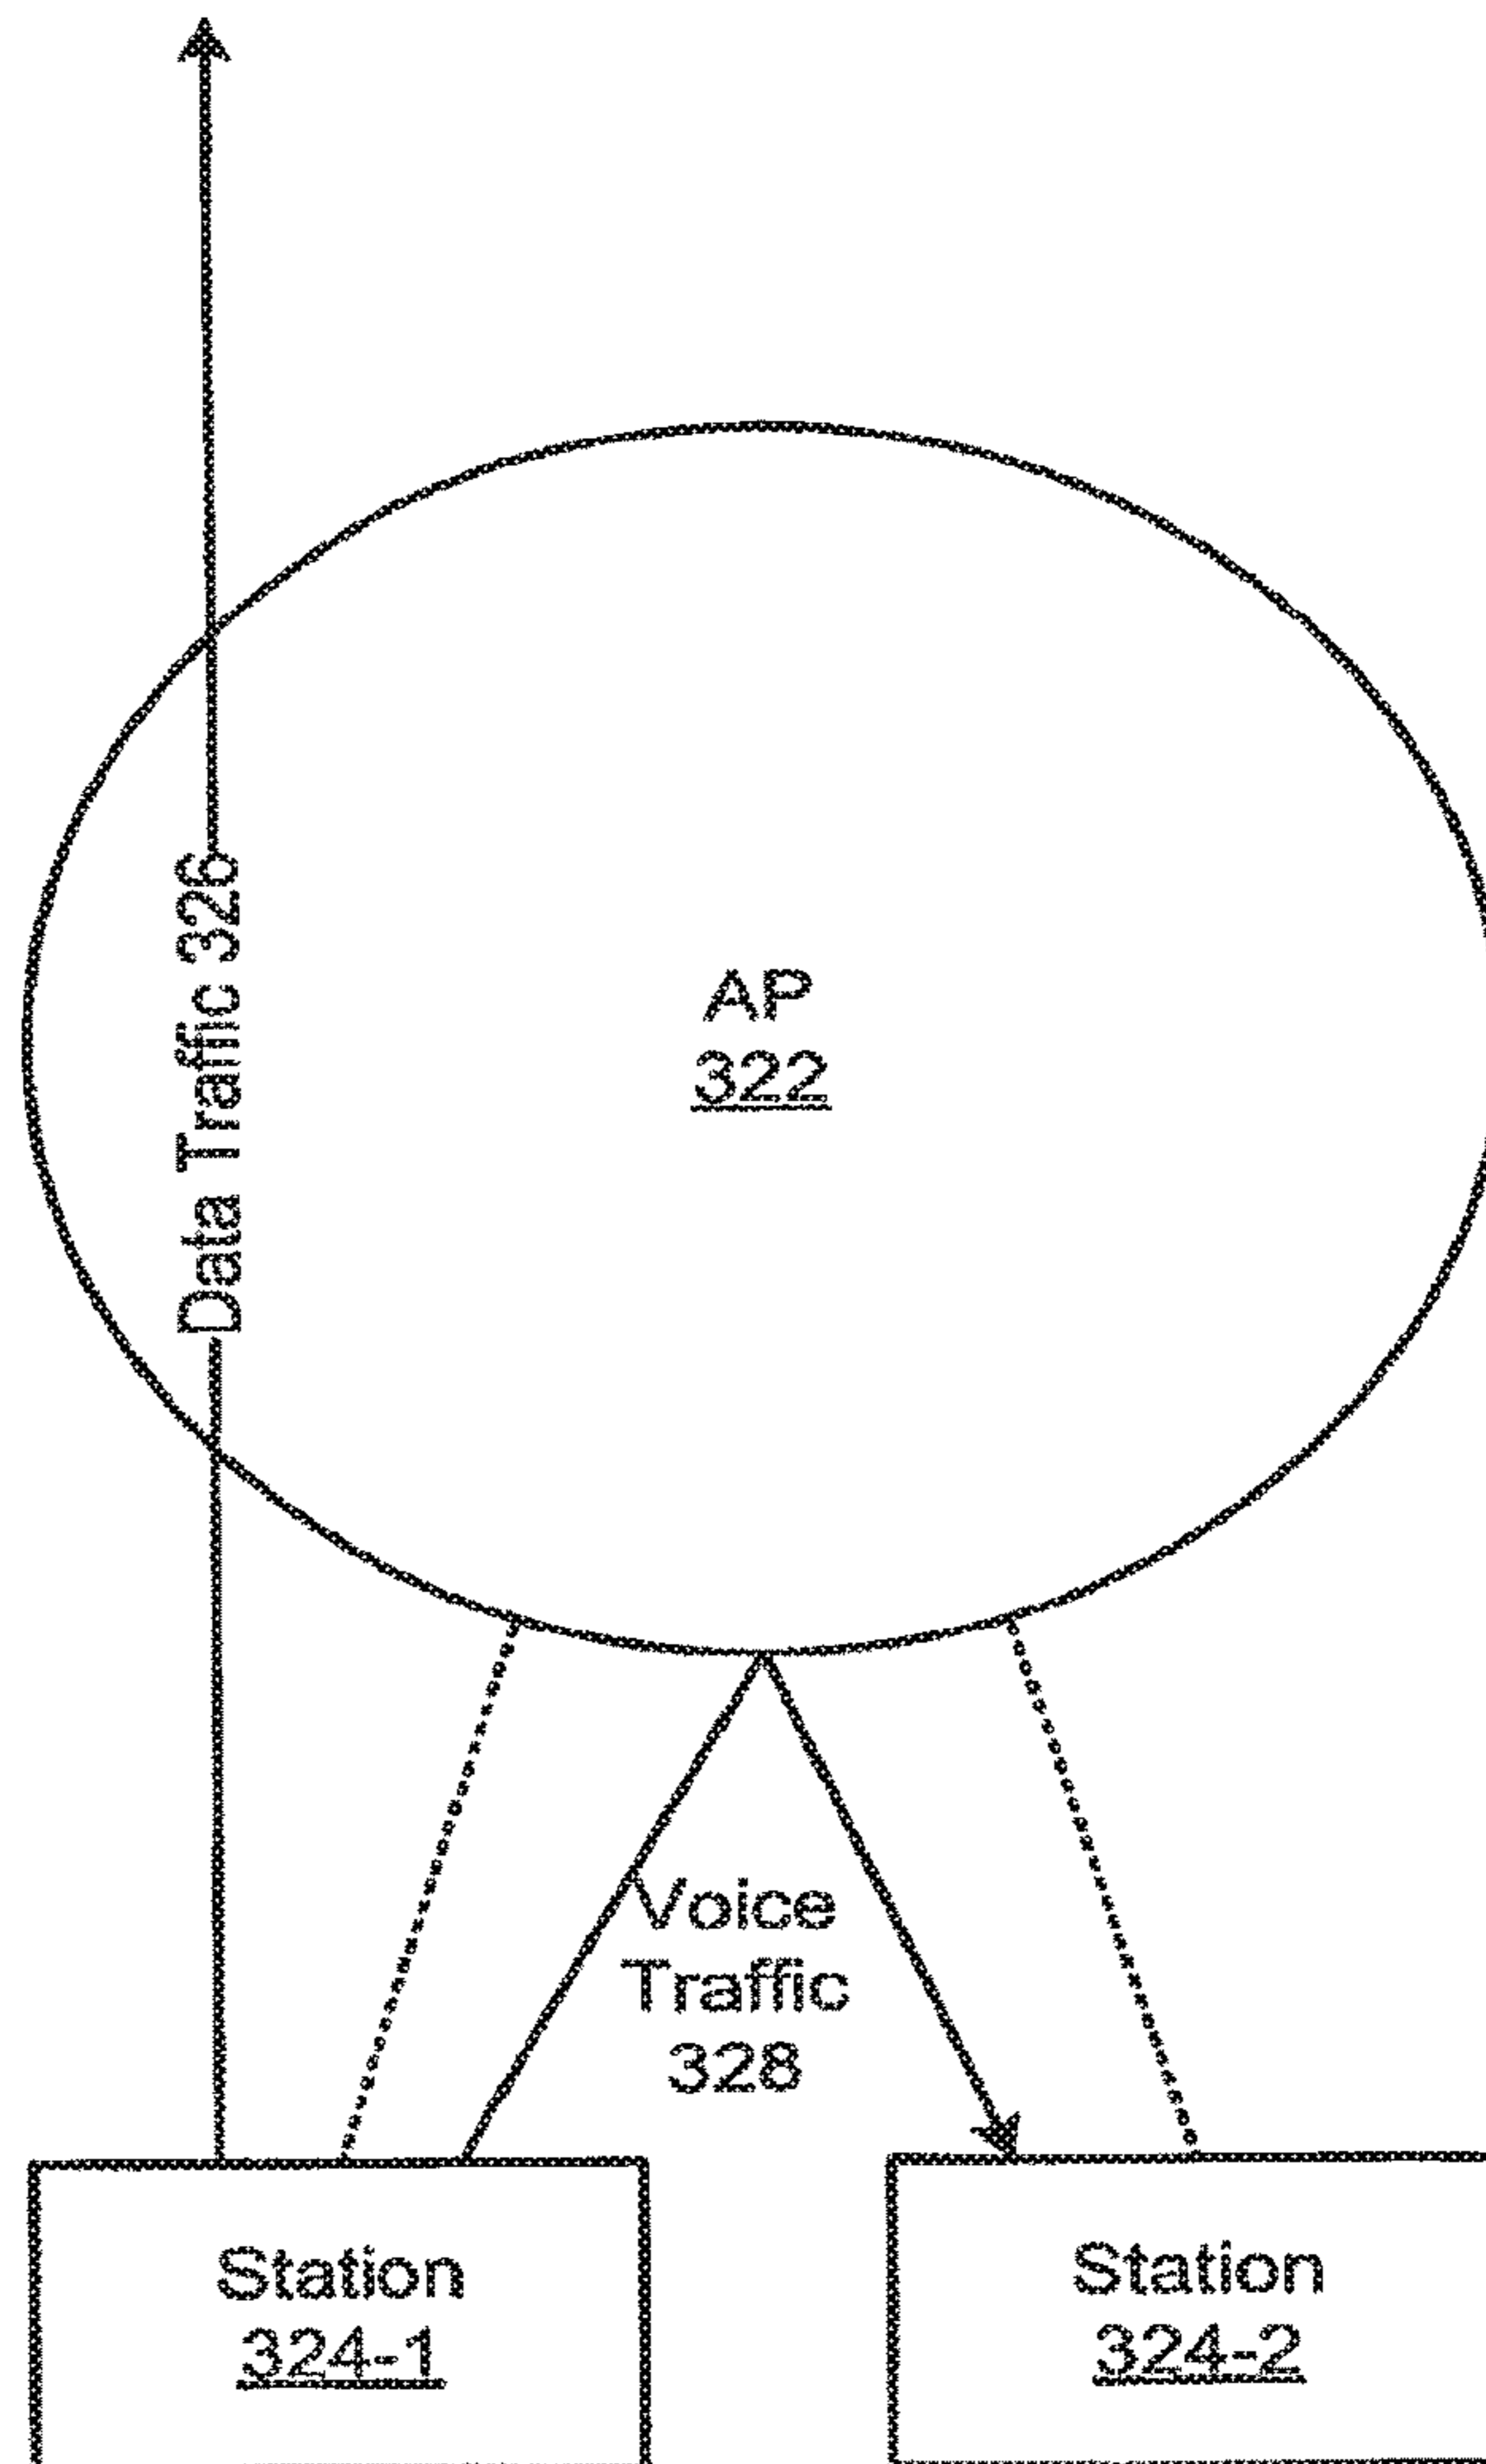 Data Traffic 326
AP
322
Voice
Traffic
328
Station
324-1
Station
324-2